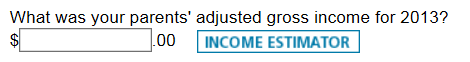 What was your parents' adjusted gross income for 2013?
$ .00 INCOME ESTIMATOR